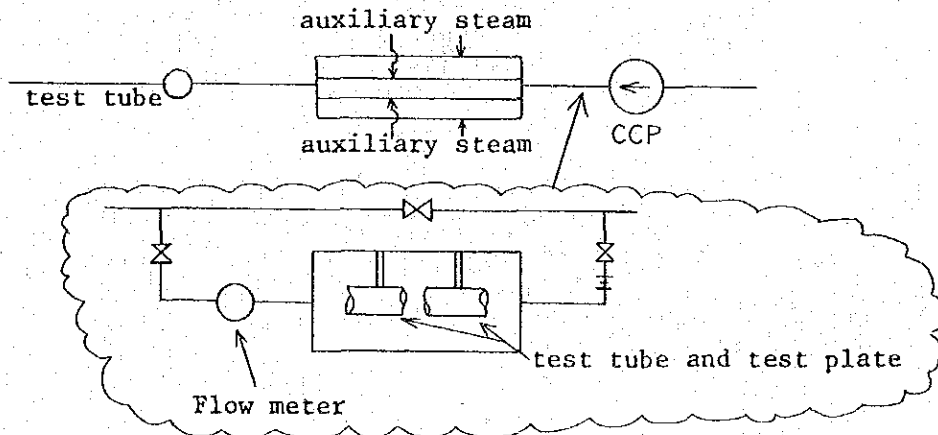 auxiliary steam
test tube
CCP
auxiliary steam
test tube and test plate
Flow meter